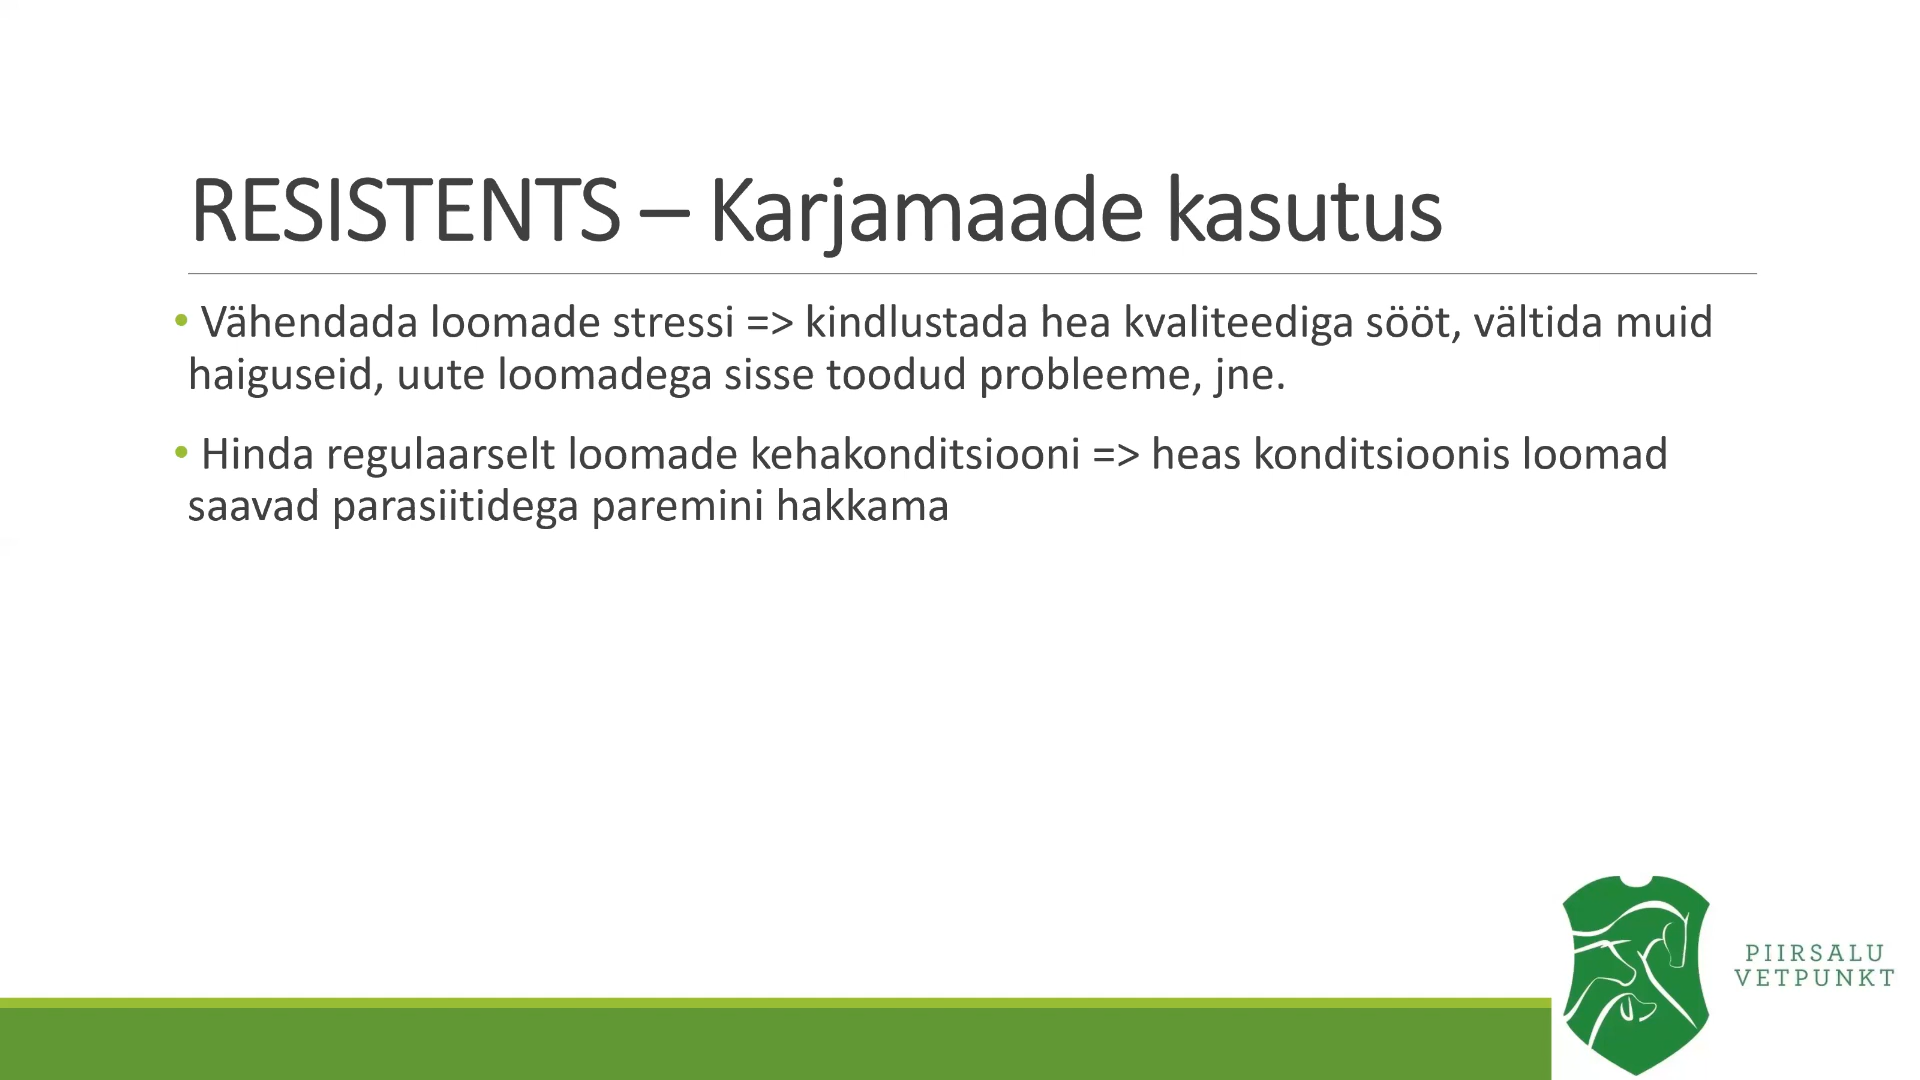 RESISTENTS – Karjamaade kasutus
• Vähendada loomade stressi => kindlustada hea kvaliteediga sööt, vältida muid
haiguseid, uute loomadega sisse toodud probleeme, jne.
• Hinda regulaarselt loomade kehakonditsiooni => heas konditsioonis loomad
saavad parasiitidega paremini hakkama
PIIRSALU
VETPUNKT